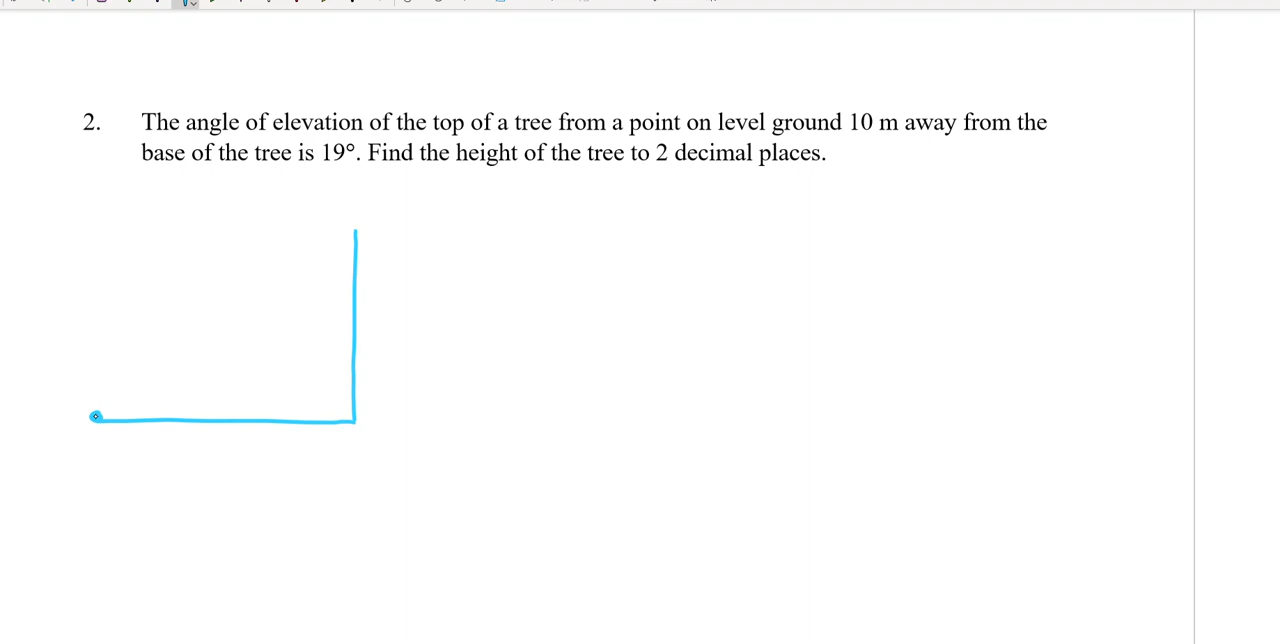 2. The angle of elevation of the top of a tree from a point on level ground 10 m away from the
base of the tree is 19°. Find the height of the tree to 2 decimal places.